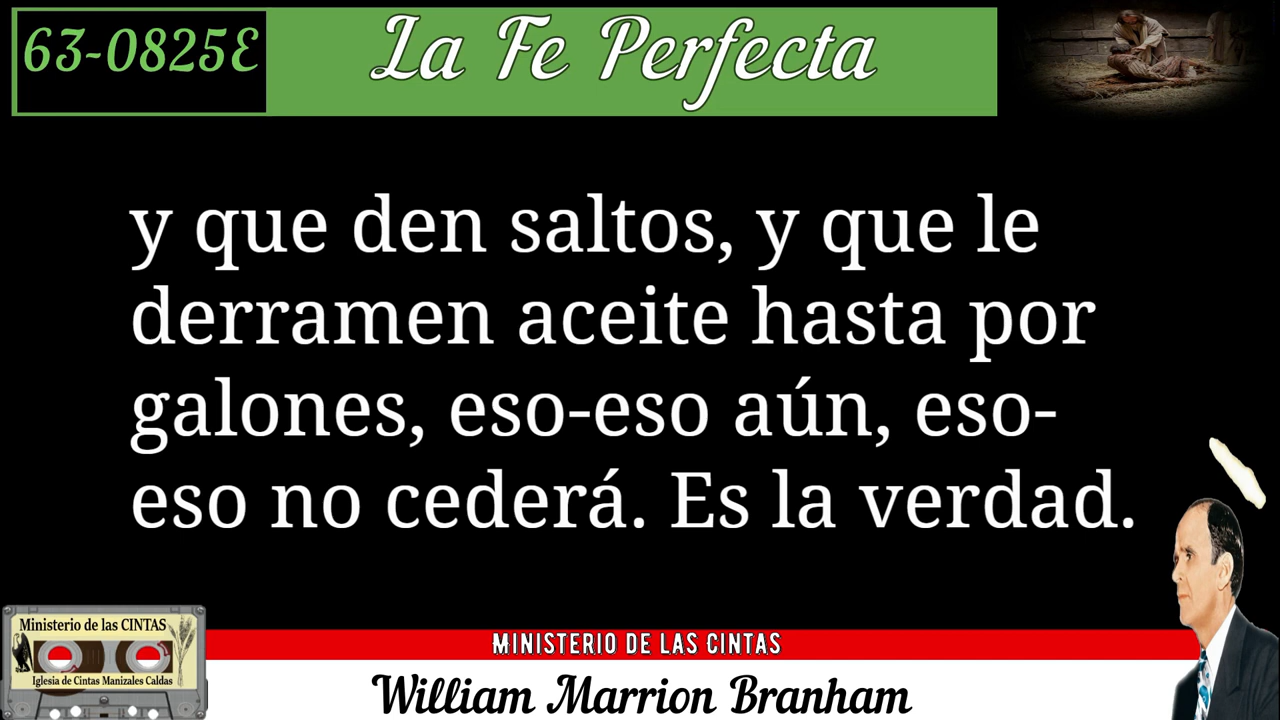 63-0825E
La Fe Perfecta
y que den saltos, y que le
derramen aceite hasta por
galones, eso-eso aún, eso-
eso no cederá. Es la verdad.
Ministerio de las CINTAS
Iglesia de Cintas Manizales Caldas
MINISTERIO DE LAS CINTAS
William Marrion Branham